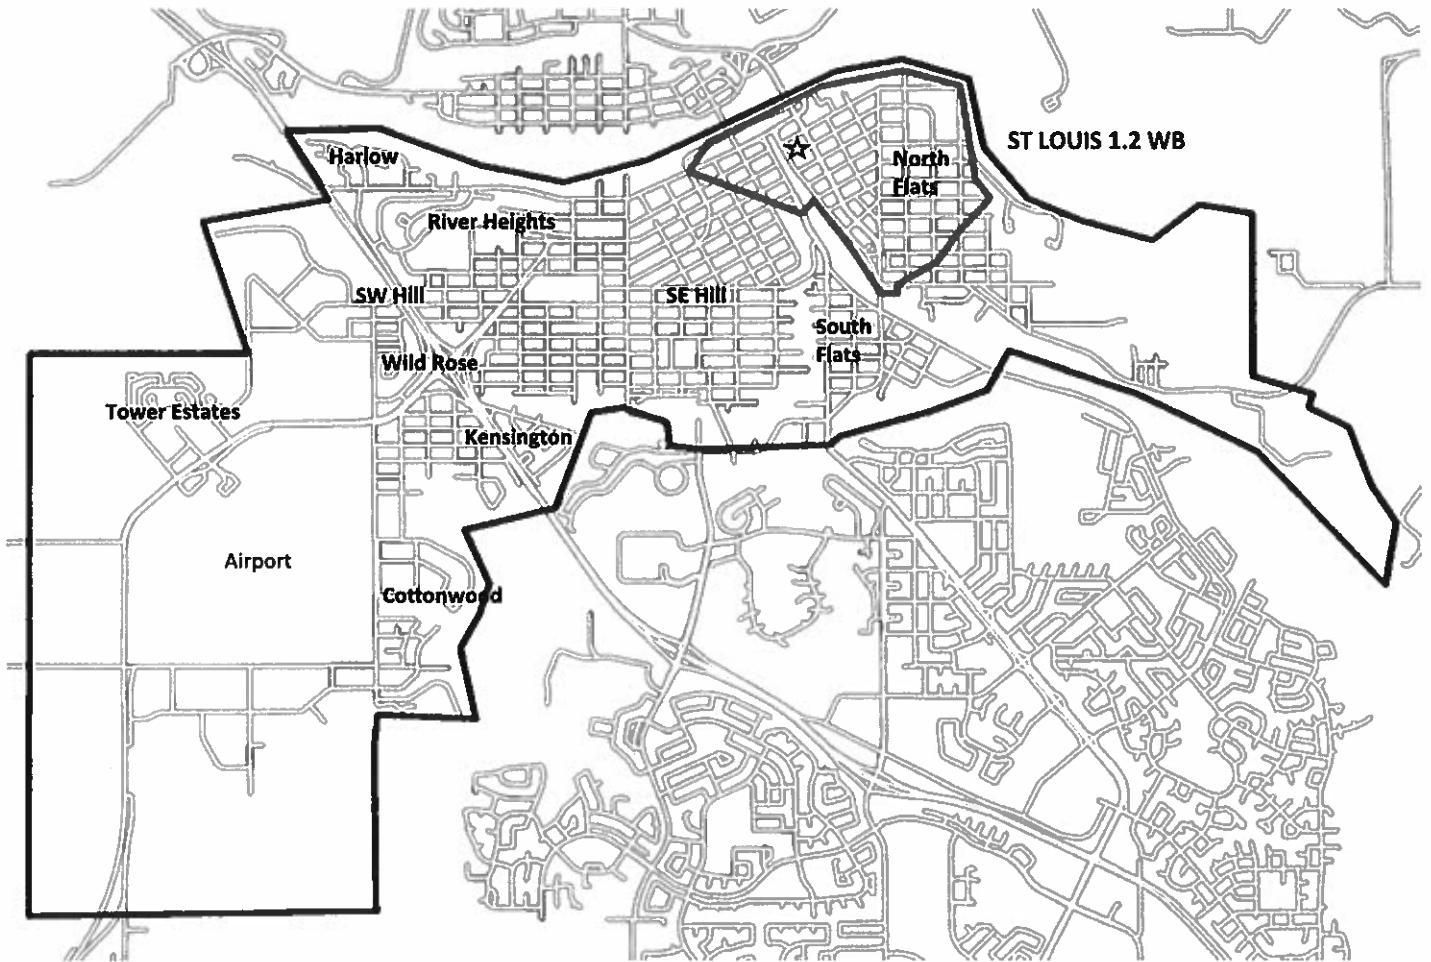 ST LOUIS 1.2 WB
Harlow
North
Flats
River Heights
SW Hill
SE Hill
South
Flats
Wild Rose
Tower Estates
Kensington
Airport
Cottonwood